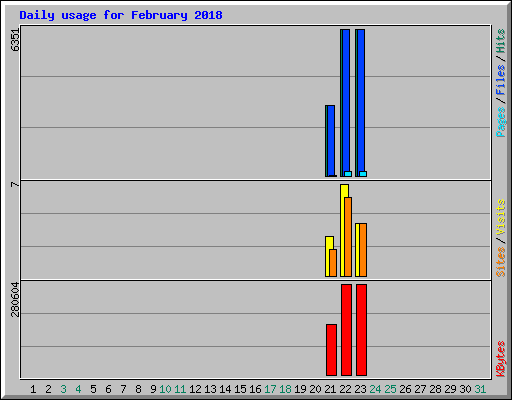 Daily usage for February 2018
6351
7
280604
Pages/Files/Hits
Sites/Visits
KBytes
1 2 3 4 5 6 7 8 9 10 11 12 13 14 15 16 17 18 19 20 21 22 23 24 25 26 27 28 29 30 31